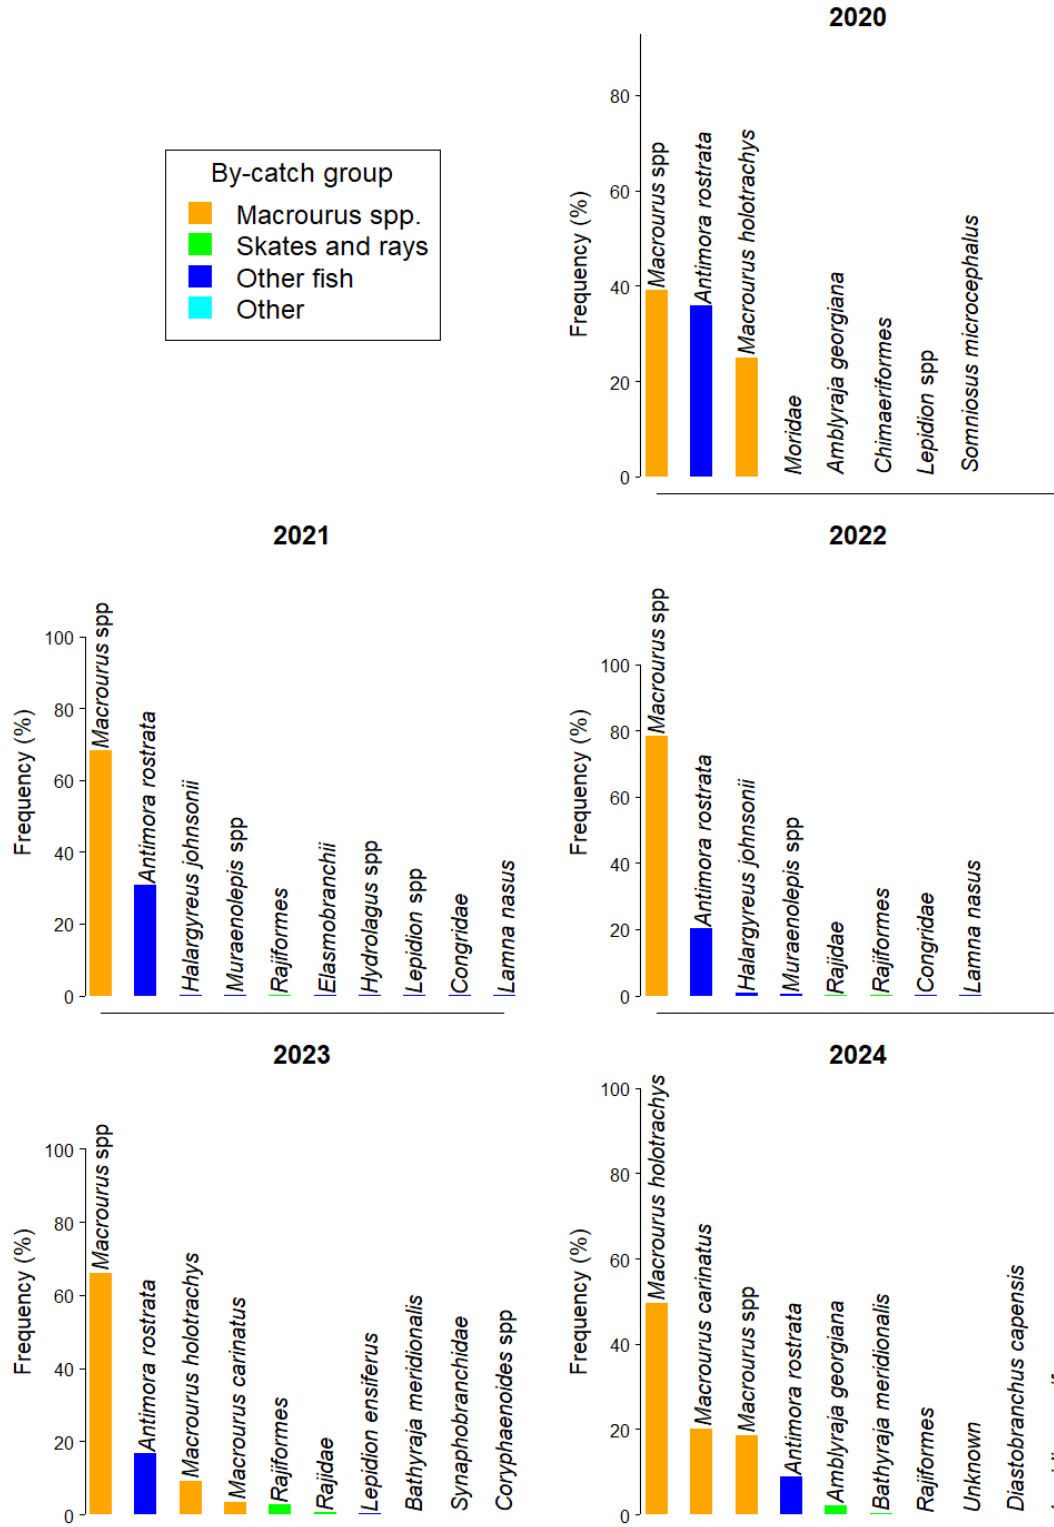 2020
By-catch group
Macrourus spp.
Skates and rays
Other fish
Other
Frequency (%)
80
60
40
20
0
Macrourus spp
Antimora rostrata
Macrourus holotrachys
Moridae
Amblyraja georgiana
Chimaeriformes
Lepidion spp
Somniosus microcephalus
2021
Frequency (%)
100
80
60
40
20
0
Macrourus spp
Antimora rostrata
Halargyreus johnsonii
Muraenolepis spp
Rajiformes
Elasmobranchii
Hydrolagus spp
Lepidion spp
Congridae
Lamna nasus
2022
Frequency (%)
100
80
60
40
20
0
Macrourus spp
Antimora rostrata
Halargyreus johnsonii
Muraenolepis spp
Rajidae
Rajiformes
Congridae
Lamna nasus
2023
Frequency (%)
100
80
60
40
20
0
Macrourus spp
Antimora rostrata
Macrourus holotrachys
Macrourus carinatus
Rajiformes
Rajidae
Lepidion ensiferus
Bathyraja meridionalis
Synaphobranchidae
Coryphaenoides spp
2024
Frequency (%)
100
80
60
40
20
0
Macrourus holotrachys
Macrourus carinatus
Macrourus spp
Antimora rostrata
Amblyraja georgiana
Bathyraja meridionalis
Rajiformes
Unknown
Diastobranchus capensis